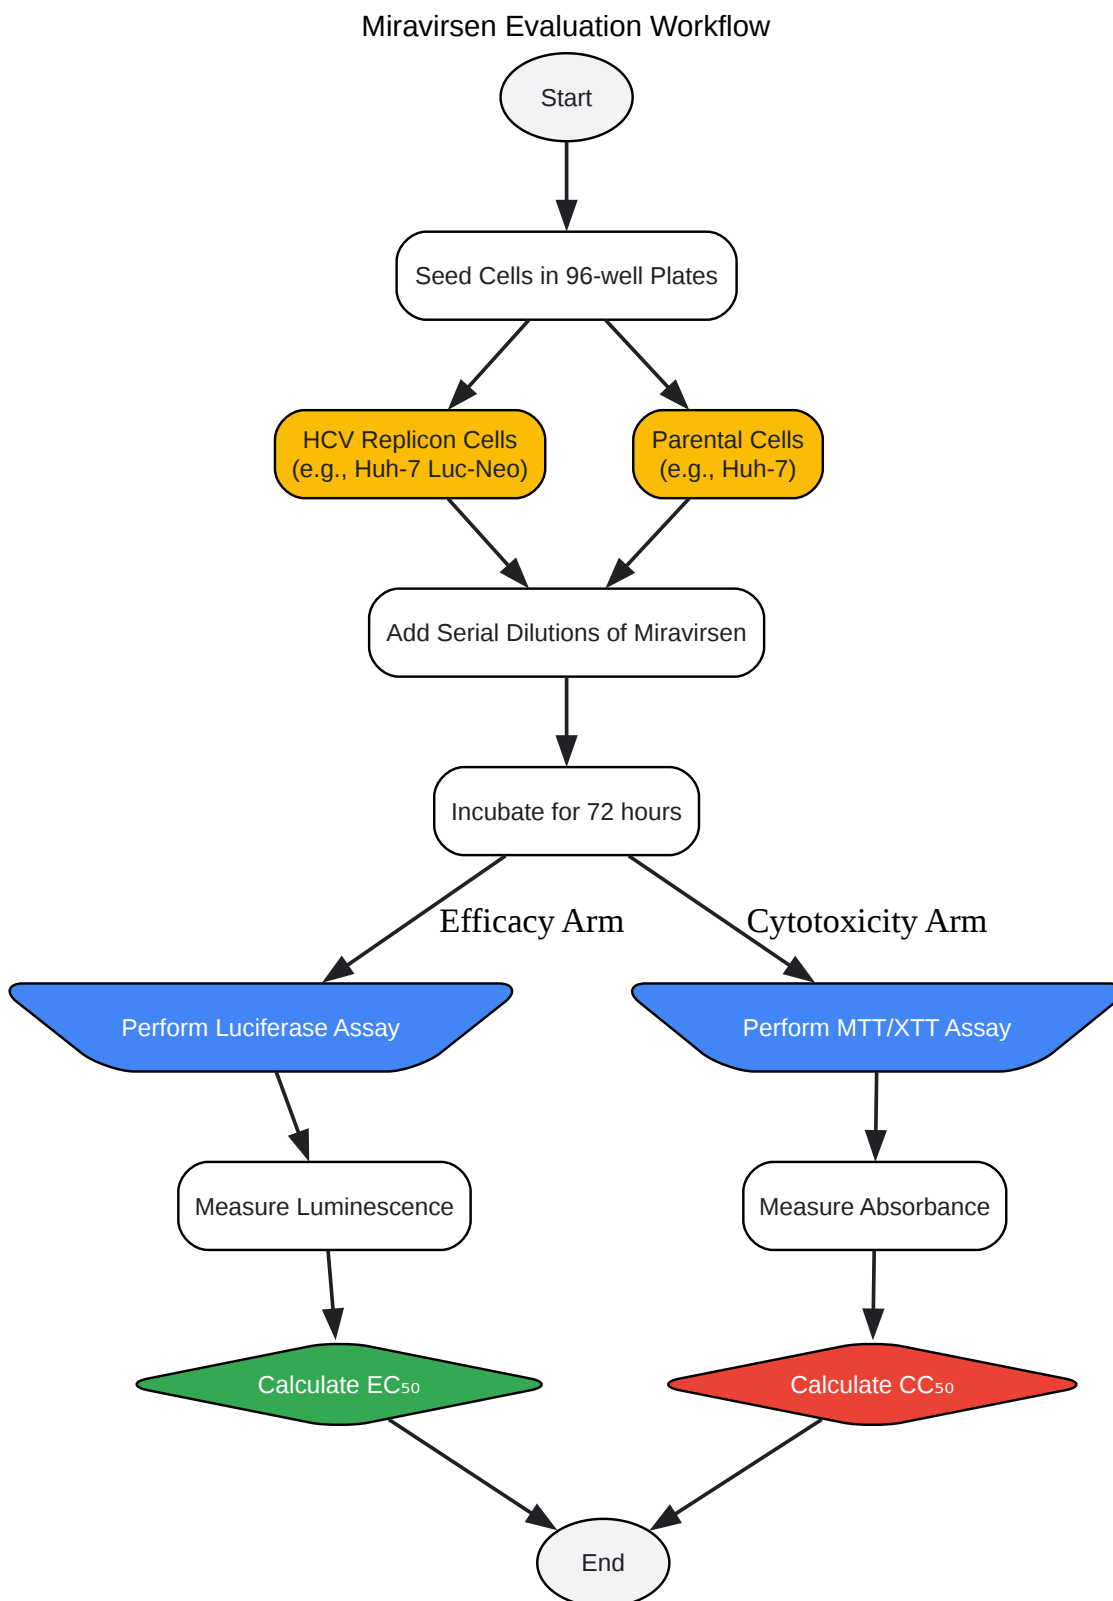 Miravirsen Evaluation Workflow
Start
Seed Cells in 96-well Plates
HCV Replicon Cells
(e.g., Huh-7 Luc-Neo)
Parental Cells
(e.g., Huh-7)
Add Serial Dilutions of Miravirsen
Incubate for 72 hours
Efficacy Arm
Cytotoxicity Arm
Perform Luciferase Assay
Perform MTT/XTT Assay
Measure Luminescence
Measure Absorbance
Calculate EC₅₀
Calculate CC₅₀
End